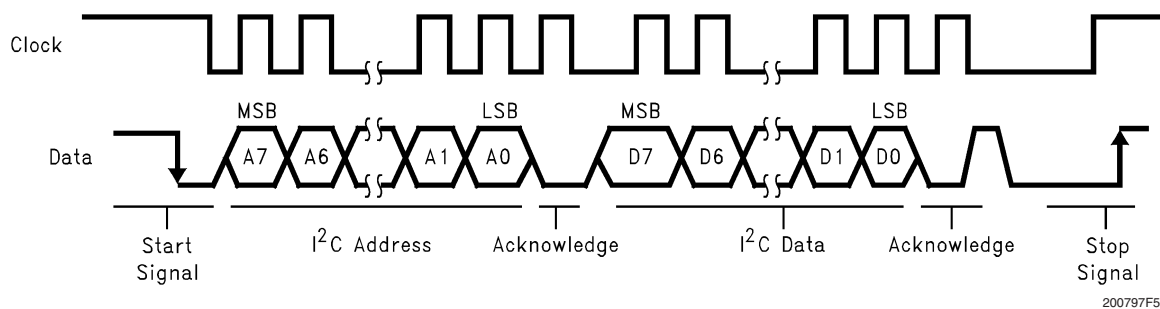 Clock
MSB LSB MSB LSB
Data A7 A6 A1 A0 D7 D6 D1 D0
Start Signal
I²C Address
Acknowledge
I²C Data
Acknowledge
Stop Signal
200797F5